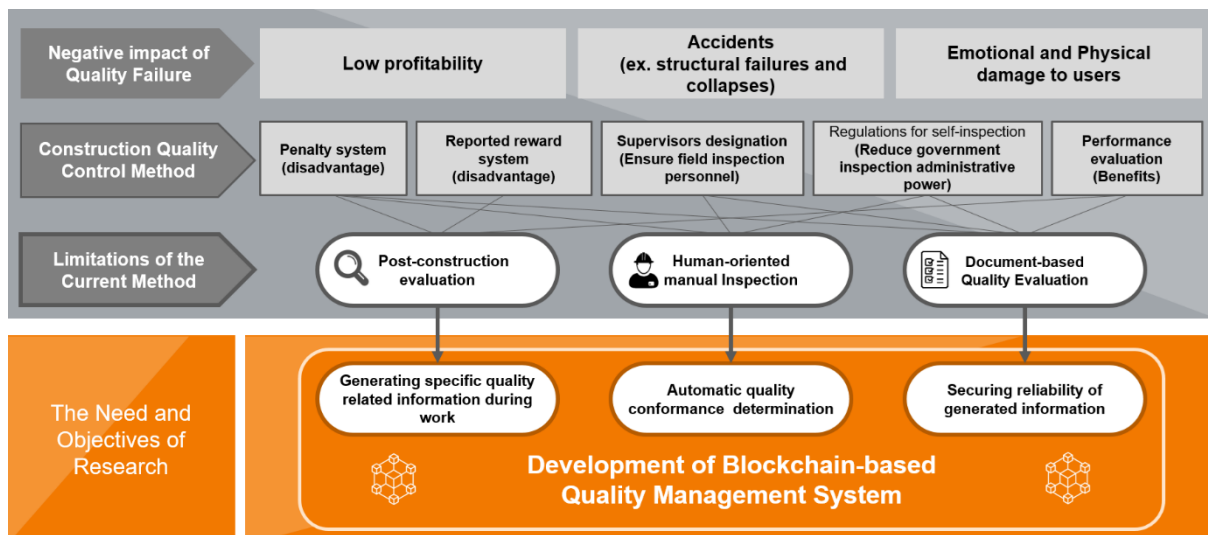 Negative impact of
Quality Failure
Low profitability
Accidents
(ex. structural failures and
collapses)
Emotional and Physical
damage to users
Construction Quality
Control Method
Penalty system
(disadvantage)
Reported reward
system
(disadvantage)
Supervisors designation
(Ensure field inspection
personnel)
Regulations for self-inspection
(Reduce government
inspection administrative
power)
Performance
evaluation
(Benefits)
Limitations of the
Current Method
Post-construction
evaluation
Human-oriented
manual Inspection
Document-based
Quality Evaluation
The Need and
Objectives of
Research
Generating specific quality
related information during
work
Automatic quality
conformance determination
Securing reliability of
generated information
Development of Blockchain-based
Quality Management System